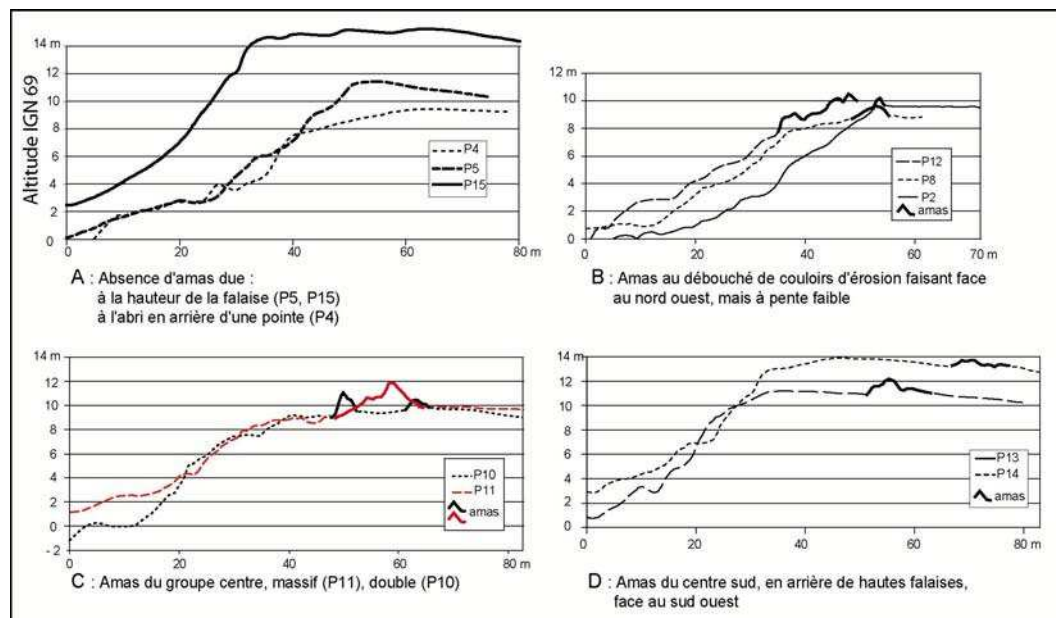 Altitude IGN 69
14 m
12
10
8
6
4
2
0
0 20 40 60 80 m
P4
P5
P15
A : Absence d'amas due :
à la hauteur de la falaise (P5, P15)
à l'abri en arrière d'une pointe (P4)
12 m
10
8
6
4
2
0
0 10 20 30 40 50 60 70 m
P12
P8
P2
amas
B : Amas au débouché de couloirs d'érosion faisant face
au nord ouest, mais à pente faible
14 m
12
10
8
6
4
2
0
- 2
0 20 40 60 80 m
P10
P11
amas
C : Amas du groupe centre, massif (P11), double (P10)
14 m
12
10
8
6
4
2
0
0 20 40 60 80 m
P13
P14
amas
D : Amas du centre sud, en arrière de hautes falaises,
face au sud ouest